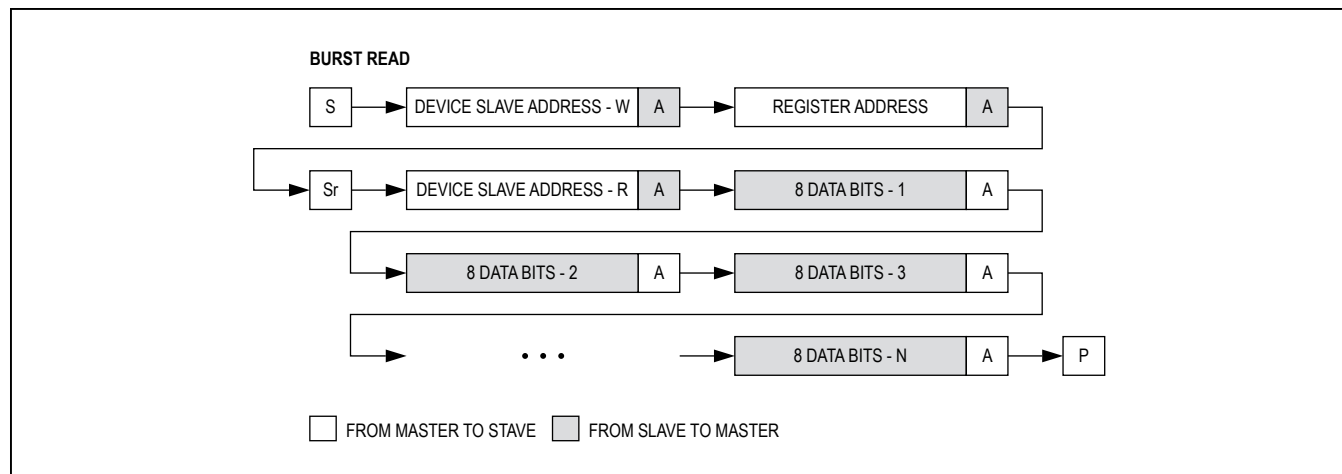 BURST READ
S DEVICE SLAVE ADDRESS - W A REGISTER ADDRESS A
Sr DEVICE SLAVE ADDRESS - R A 8 DATA BITS - 1 A
8 DATA BITS - 2 A 8 DATA BITS - 3 A
• • • 8 DATA BITS - N A P
FROM MASTER TO STAVE FROM SLAVE TO MASTER